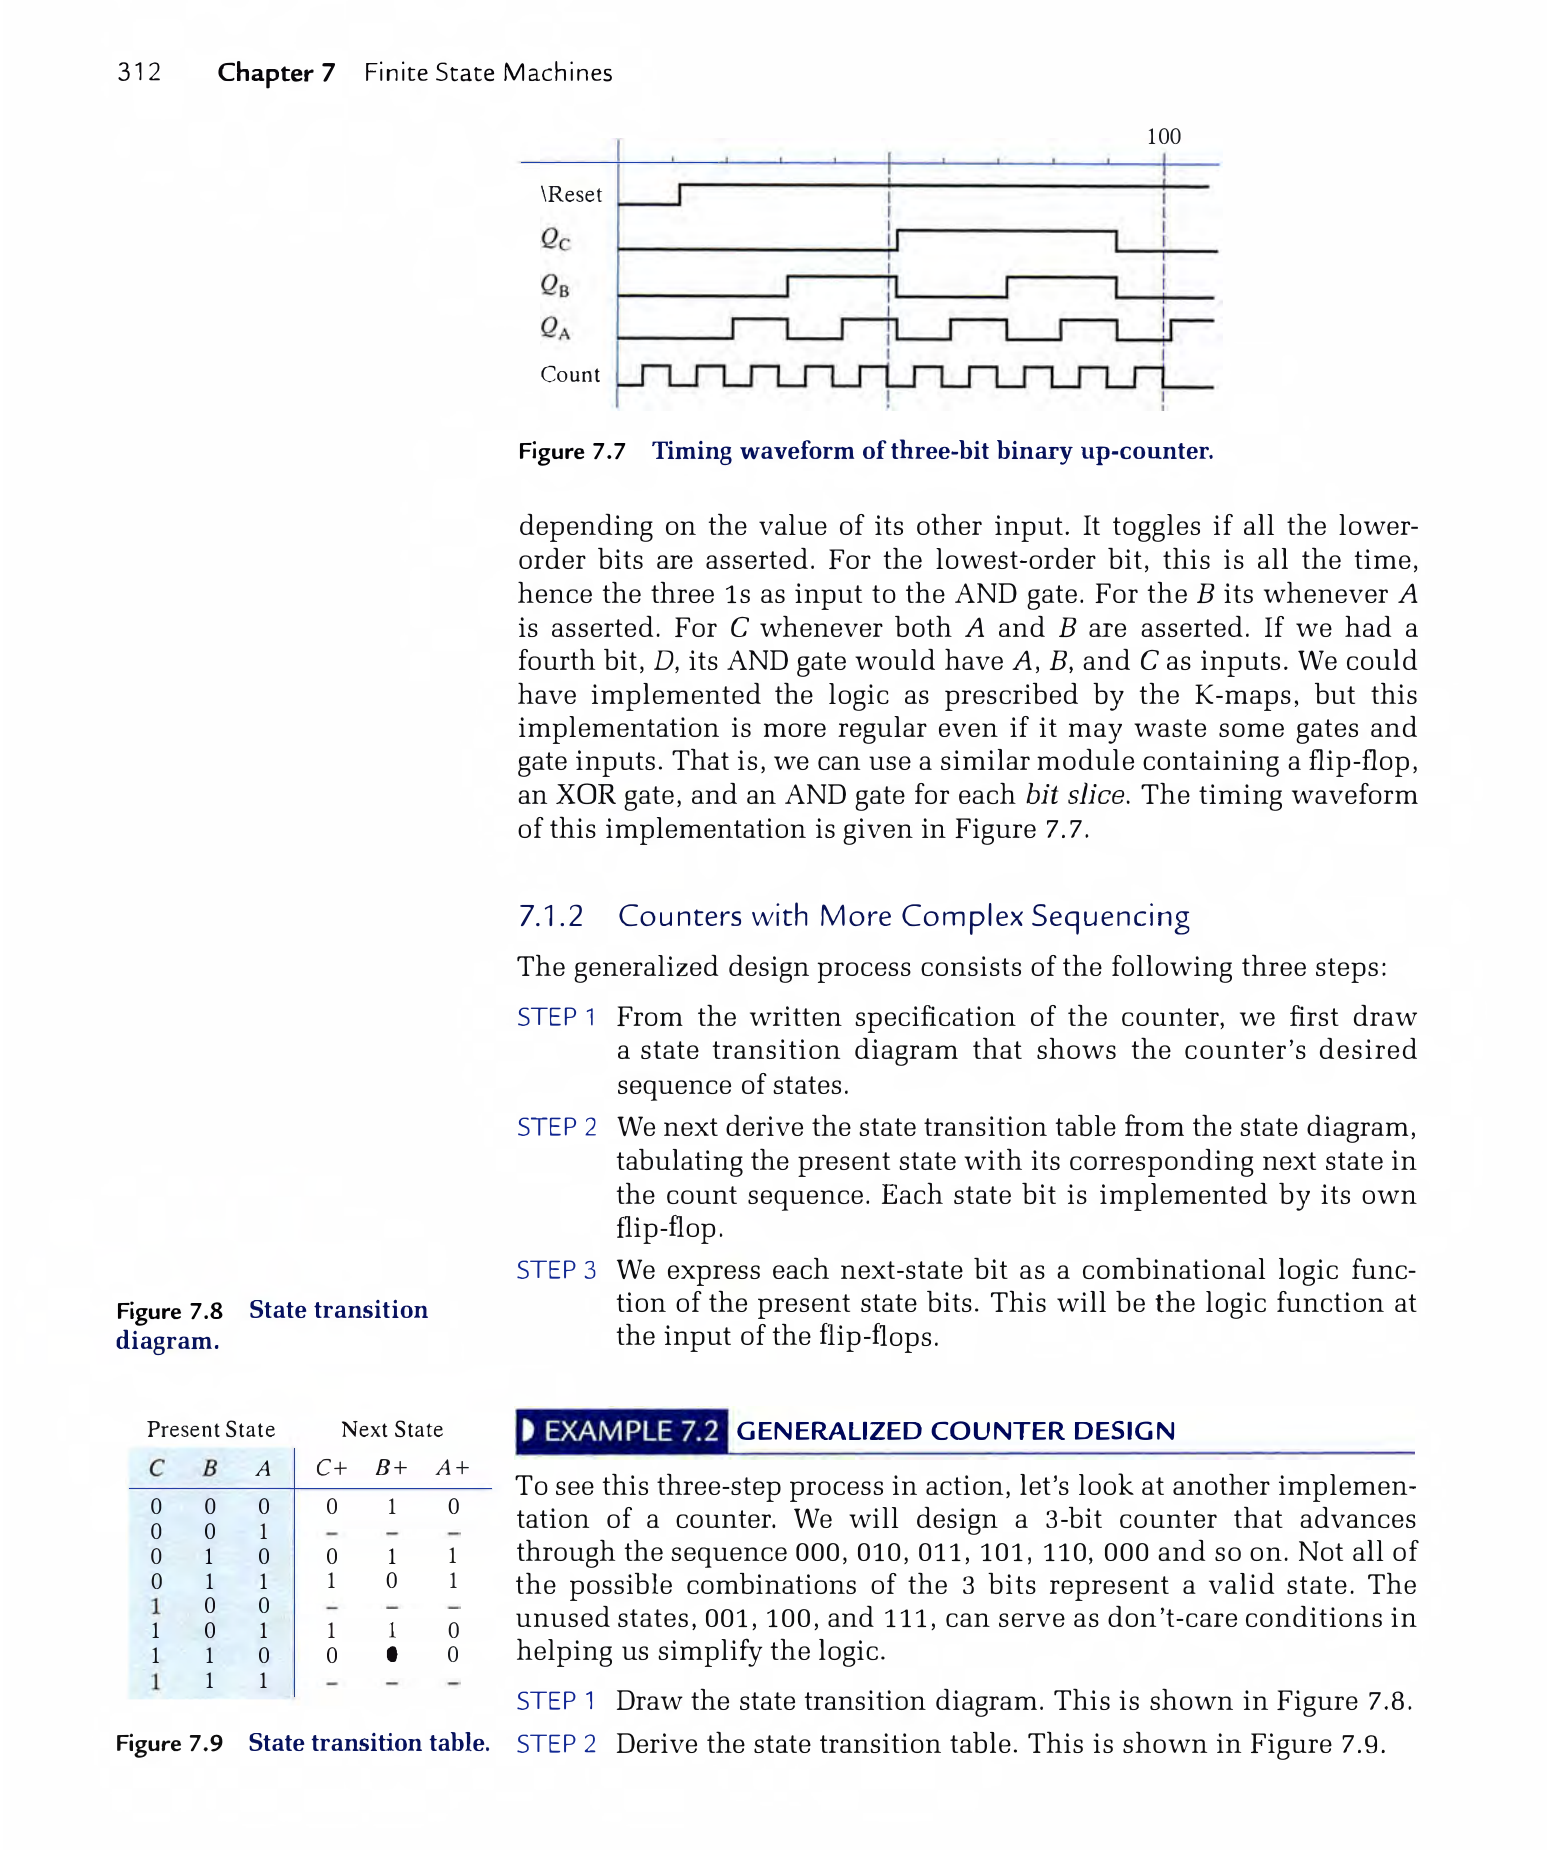 312 Chapter 7 Finite State Machines
100
\Reset
QC
QB
QA
Count
Figure 7.7 Timing waveform of three-bit binary up-counter.
depending on the value of its other input. It toggles if all the lower-
order bits are asserted. For the lowest-order bit, this is all the time,
hence the three 1s as input to the AND gate. For the B its whenever A
is asserted. For C whenever both A and B are asserted. If we had a
fourth bit, D, its AND gate would have A, B, and C as inputs. We could
have implemented the logic as prescribed by the K-maps, but this
implementation is more regular even if it may waste some gates and
gate inputs. That is, we can use a similar module containing a flip-flop,
an XOR gate, and an AND gate for each bit slice. The timing waveform
of this implementation is given in Figure 7.7.
7.1.2 Counters with More Complex Sequencing
The generalized design process consists of the following three steps:
STEP 1 From the written specification of the counter, we first draw
a state transition diagram that shows the counter's desired
sequence of states.
STEP 2 We next derive the state transition table from the state diagram,
tabulating the present state with its corresponding next state in
the count sequence. Each state bit is implemented by its own
flip-flop.
STEP 3 We express each next-state bit as a combinational logic func-
tion of the present state bits. This will be the logic function at
the input of the flip-flops.
Figure 7.8 State transition
diagram.
Present State Next State
C B A C+ B+ A+
0 0 0 0 1 0
0 0 1 – – –
0 1 0 0 1 1
0 1 1 1 0 1
1 0 0 – – –
1 0 1 1 1 0
1 1 0 0 0
1 1 1 – – –
Figure 7.9 State transition table.
EXAMPLE 7.2 GENERALIZED COUNTER DESIGN
To see this three-step process in action, let's look at another implemen-
tation of a counter. We will design a 3-bit counter that advances
through the sequence 000, 010, 011, 101, 110, 000 and so on. Not all of
the possible combinations of the 3 bits represent a valid state. The
unused states, 001, 100, and 111, can serve as don't-care conditions in
helping us simplify the logic.
STEP 1 Draw the state transition diagram. This is shown in Figure 7.8.
STEP 2 Derive the state transition table. This is shown in Figure 7.9.